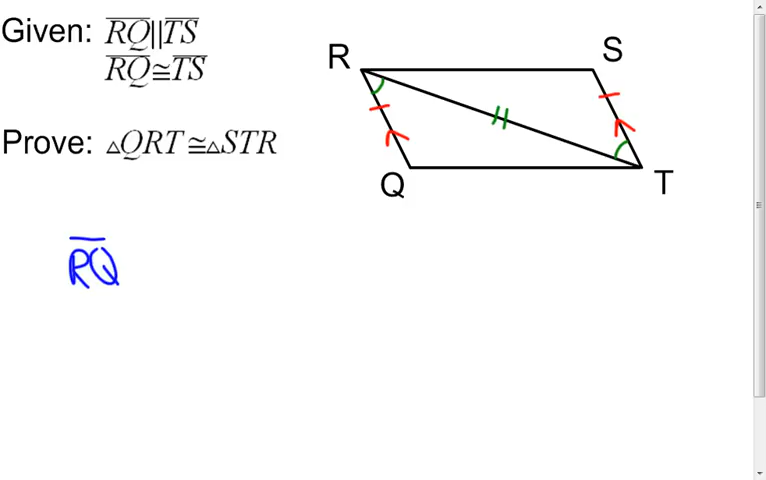 Given: RQ||TS
RQ≅TS
Prove: △QRT≅△STR
R
S
Q
T
RQ